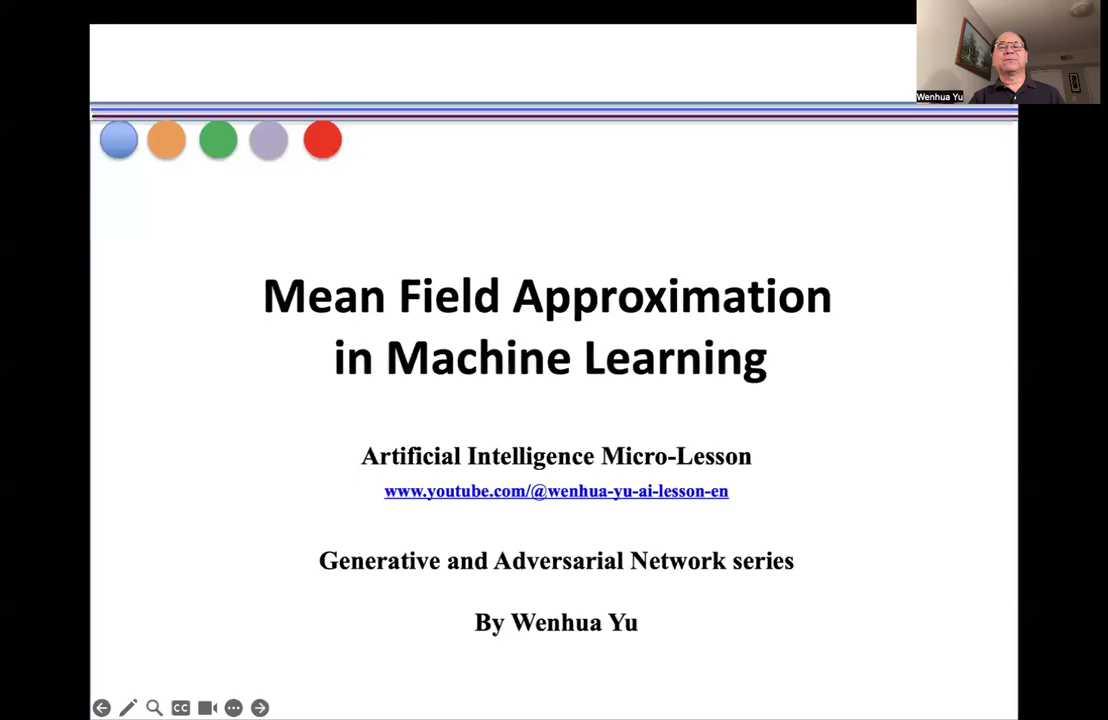 Wenhua Yu
Mean Field Approximation
in Machine Learning
Artificial Intelligence Micro-Lesson
www.youtube.com/@wenhua-yu-ai-lesson-en
Generative and Adversarial Network series
By Wenhua Yu
CC